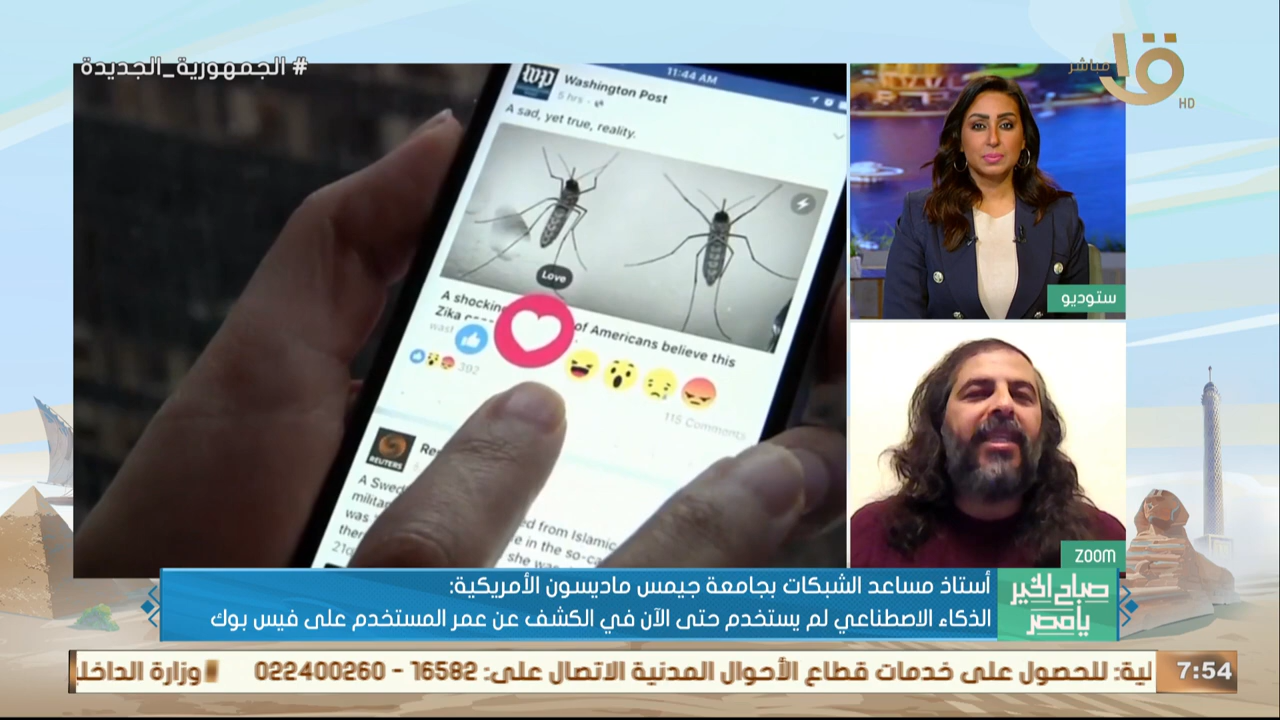 # الجمهورية_الجديدة
مباشر
HD
11:44 AM
wp
Washington Post
5 hrs
A sad, yet true, reality.
Love
A shocking of Americans believe this
Zika
392
115 Comments
REUTERS
A Swed
militar
ed from Islamic
was
e in the so-ca
she was
ستوديو
zoom
صباح الخير
يا مصر
أستاذ مساعد الشبكات بجامعة جيمس ماديسون الأمريكية:
الذكاء الاصطناعي لم يستخدم حتى الآن في الكشف عن عمر المستخدم على فيس بوك
لية: للحصول على خدمات قطاع الأحوال المدنية الاتصال على: 16582 - 022400260
وزارة الداخل
7:54